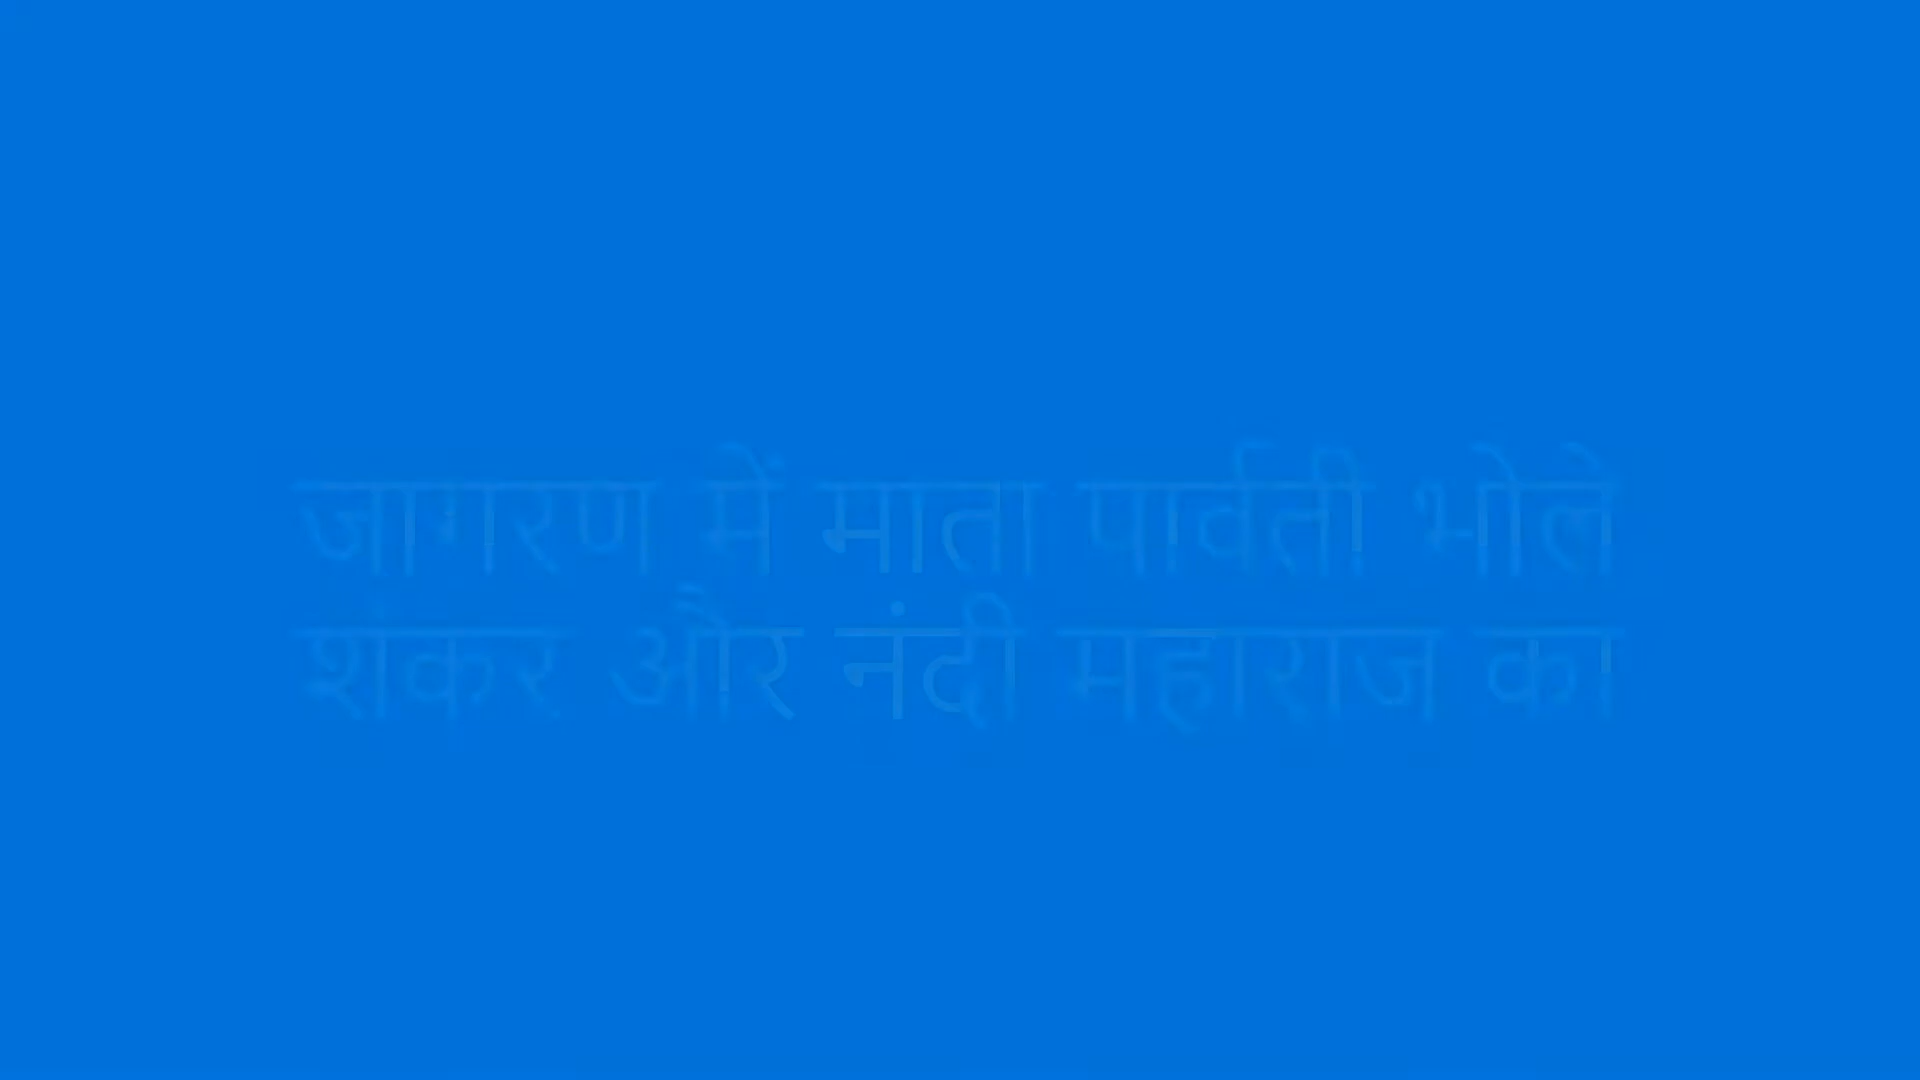 जागरण में माता पार्वती भोले
शंकर और नंदी महाराज का